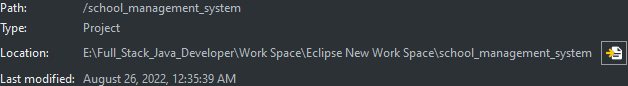 Path: /school_management_system
Type: Project
Location: E:\Full_Stack_Java_Developer\Work Space\Eclipse New Work Space\school_management_system
Last modified: August 26, 2022, 12:35:39 AM